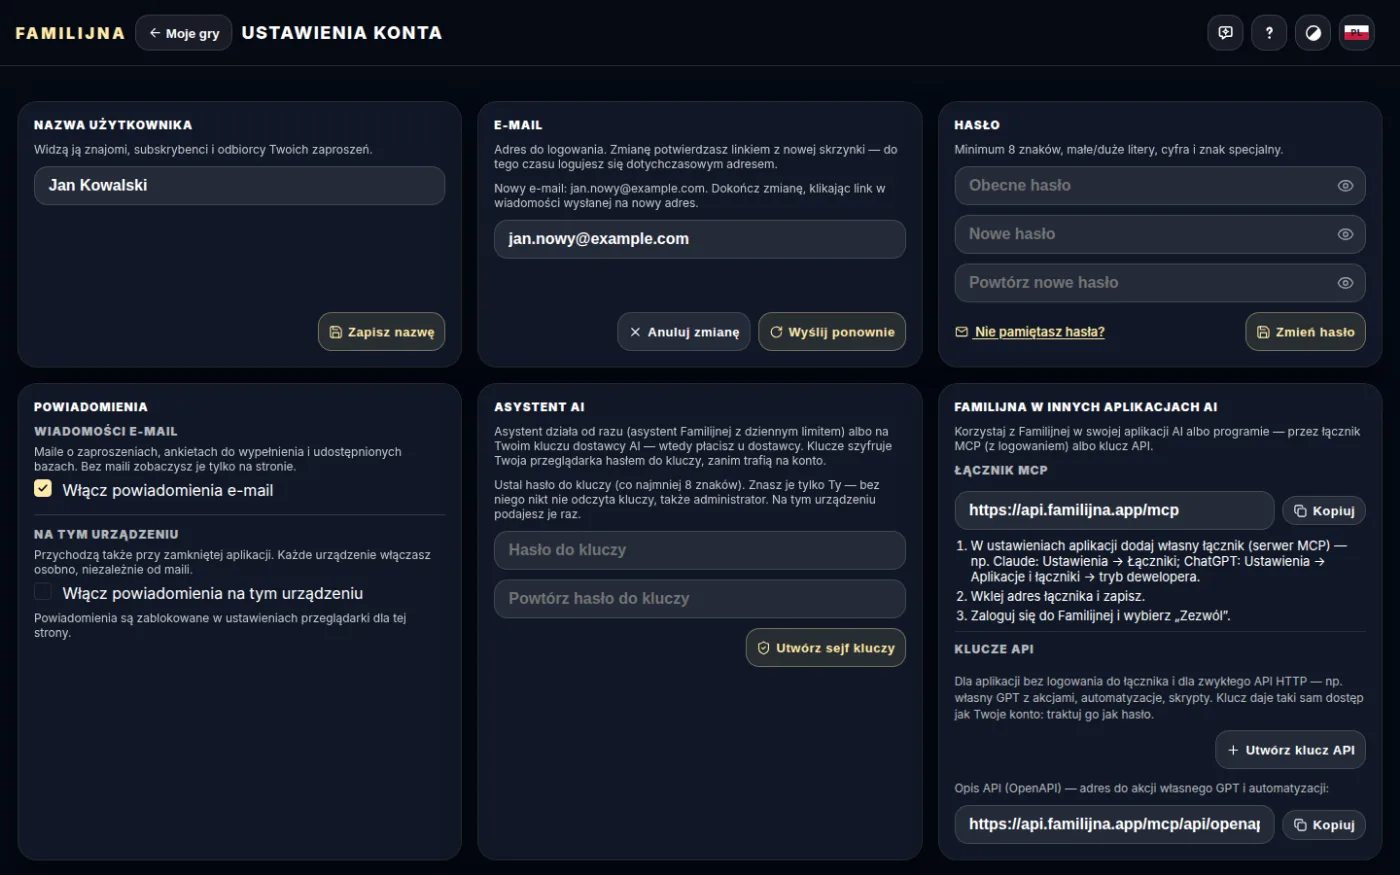 FAMILIJNA
Moje gry
USTAWIENIA KONTA
?
PL
NAZWA UŻYTKOWNIKA
Widzą ją znajomi, subskrybenci i odbiorcy Twoich zaproszeń.
Jan Kowalski
Zapisz nazwę
E-MAIL
Adres do logowania. Zmianę potwierdzasz linkiem z nowej skrzynki — do
tego czasu logujesz się dotychczasowym adresem.
Nowy e-mail: jan.nowy@example.com. Dokończ zmianę, klikając link w
wiadomości wysłanej na nowy adres.
jan.nowy@example.com
Anuluj zmianę
Wyślij ponownie
HASŁO
Minimum 8 znaków, małe/duże litery, cyfra i znak specjalny.
Obecne hasło
Nowe hasło
Powtórz nowe hasło
Nie pamiętasz hasła?
Zmień hasło
POWIADOMIENIA
WIADOMOŚCI E-MAIL
Maile o zaproszeniach, ankietach do wypełnienia i udostępnionych
bazach. Bez maili zobaczysz je tylko na stronie.
Włącz powiadomienia e-mail
NA TYM URZĄDZENIU
Przychodzą także przy zamkniętej aplikacji. Każde urządzenie włączasz
osobno, niezależnie od maili.
Włącz powiadomienia na tym urządzeniu
Powiadomienia są zablokowane w ustawieniach przeglądarki dla tej
strony.
ASYSTENT AI
Asystent działa od razu (asystent Familijnej z dziennym limitem) albo na
Twoim kluczu dostawcy AI — wtedy płacisz u dostawcy. Klucze szyfruje
Twoja przeglądarka hasłem do kluczy, zanim trafią na konto.
Ustal hasło do kluczy (co najmniej 8 znaków). Znasz je tylko Ty — bez
niego nikt nie odczyta kluczy, także administrator. Na tym urządzeniu
podajesz je raz.
Hasło do kluczy
Powtórz hasło do kluczy
Utwórz sejf kluczy
FAMILIJNA W INNYCH APLIKACJACH AI
Korzystaj z Familijnej w swojej aplikacji AI albo programie — przez łącznik
MCP (z logowaniem) albo klucz API.
ŁĄCZNIK MCP
https://api.familijna.app/mcp
Kopiuj
1. W ustawieniach aplikacji dodaj własny łącznik (serwer MCP) —
np. Claude: Ustawienia → Łączniki; ChatGPT: Ustawienia →
Aplikacje i łączniki → tryb dewelopera.
2. Wklej adres łącznika i zapisz.
3. Zaloguj się do Familijnej i wybierz „Zezwól”.
KLUCZE API
Dla aplikacji bez logowania do łącznika i dla zwykłego API HTTP — np.
własny GPT z akcjami, automatyzacje, skrypty. Klucz daje taki sam dostęp
jak Twoje konto: traktuj go jak hasło.
Utwórz klucz API
Opis API (OpenAPI) — adres do akcji własnego GPT i automatyzacji:
https://api.familijna.app/mcp/api/openap
Kopiuj